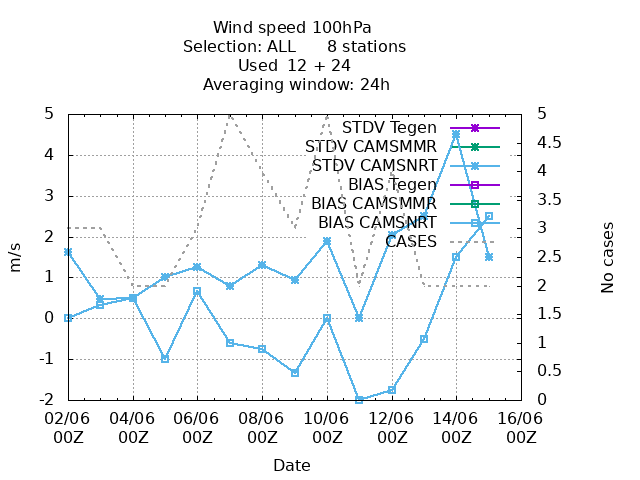 Wind speed 100hPa
Selection: ALL 8 stations
Used 12 + 24
Averaging window: 24h
STDV Tegen
STDV CAMSMMR
STDV CAMSNRT
BIAS Tegen
BIAS CAMSMMR
BIAS CAMSNRT
CASES
5
4
3
2
1
0
-1
-2
m/s
5
4.5
4
3.5
3
2.5
2
1.5
1
0.5
0
No cases
02/06 04/06 06/06 08/06 10/06 12/06 14/06 16/06
00Z 00Z 00Z 00Z 00Z 00Z 00Z 00Z
Date